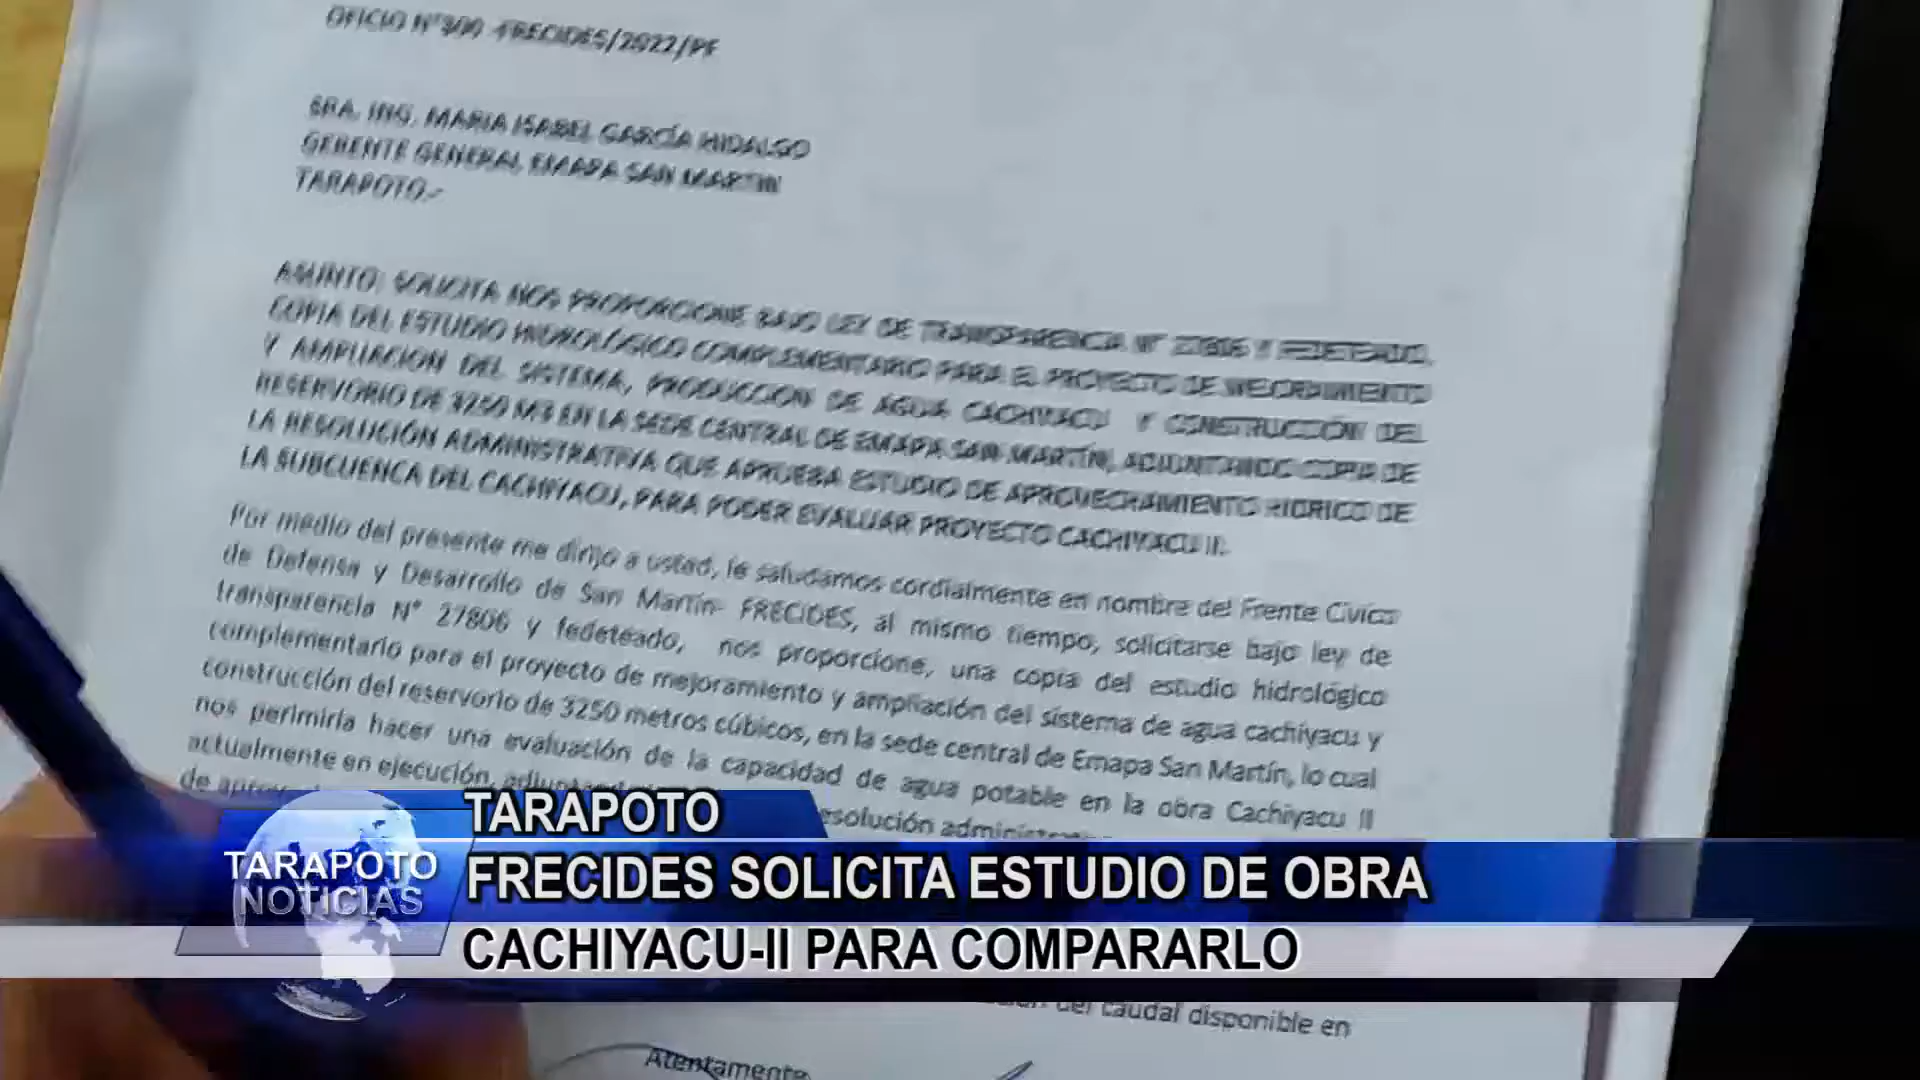 OFICIO N°300 -FRECIDES/2022/PF
SRA. ING. MARIA ISABEL GARCÍA HIDALGO
GERENTE GENERAL EMAPA SAN MARTIN
TARAPOTO.-
ASUNTO: SOLICITA NOS PROPORCIONE BAJO LEY DE TRANSPARENCIA N° 27806 Y FEDETEADO,
COPIA DEL ESTUDIO HIDROLÓGICO COMPLEMENTARIO PARA EL PROYECTO DE MEJORAMIENTO
Y AMPLIACION DEL SISTEMA, PRODUCCION DE AGUA CACHIYACU Y CONSTRUCCIÓN DEL
RESERVORIO DE 3250 M3 EN LA SEDE CENTRAL DE EMAPA SAN MARTÍN, ADJUNTANDO COPIA DE
LA RESOLUCIÓN ADMINISTRATIVA QUE APRUEBA ESTUDIO DE APROVECHAMIENTO HIDRICO DE
LA SUBCUENCA DEL CACHIYACU, PARA PODER EVALUAR PROYECTO CACHIYACU II.
Por medio del presente me dirijo a usted, le saludamos cordialmente en nombre del Frente Cívico
de Defensa y Desarrollo de San Martín- FRECIDES, al mismo tiempo, solicitarse bajo ley de
transparencia N° 27806 y fedeteado, nos proporcione, una copia del estudio hidrológico
complementario para el proyecto de mejoramiento y ampliación del sistema de agua cachiyacu y
construcción del reservorio de 3250 metros cúbicos, en la sede central de Emapa San Martín, lo cual
nos perimiría hacer una evaluación de la capacidad de agua potable en la obra Cachiyacu II
actualmente en ejecución, resolución
TARAPOTO
FRECIDES SOLICITA ESTUDIO DE OBRA
CACHIYACU-II PARA COMPARARLO
TARAPOTO
NOTICIAS
del caudal disponible en
Atentamente